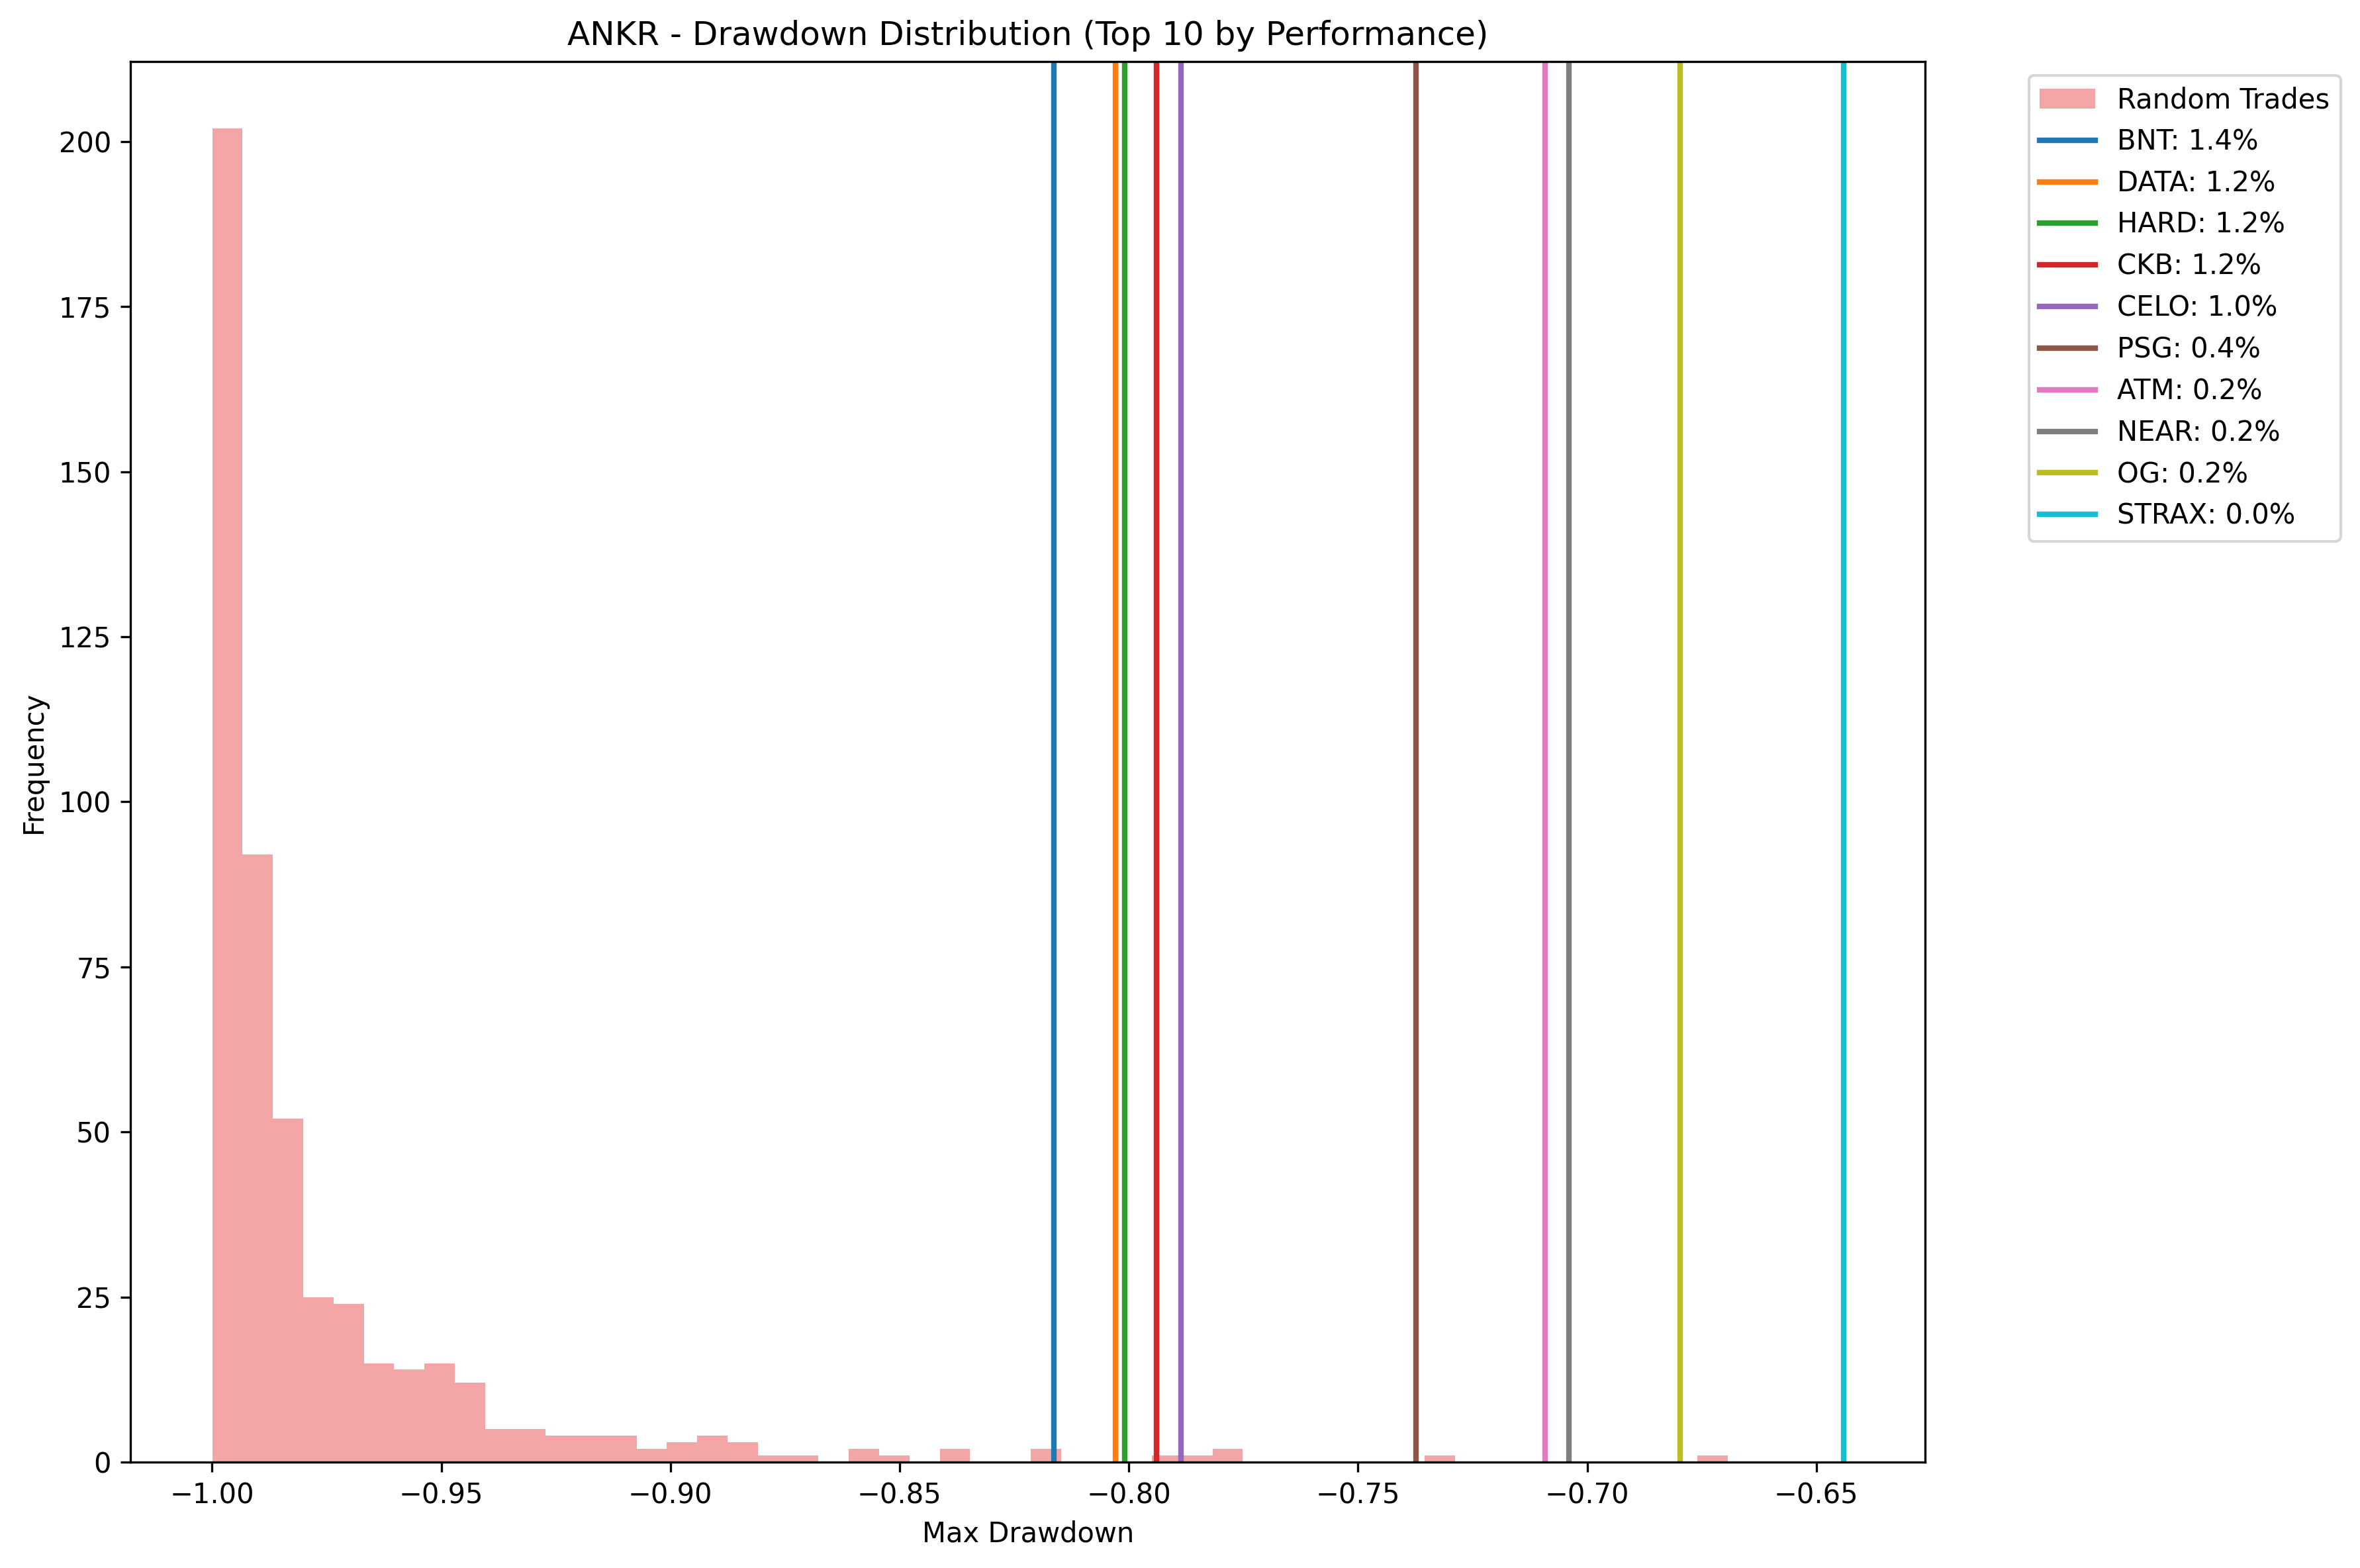 ANKR - Drawdown Distribution (Top 10 by Performance)
Random Trades
BNT: 1.4%
DATA: 1.2%
HARD: 1.2%
CKB: 1.2%
CELO: 1.0%
PSG: 0.4%
ATM: 0.2%
NEAR: 0.2%
OG: 0.2%
STRAX: 0.0%
Frequency
200
175
150
125
100
75
50
25
0
−1.00 −0.95 −0.90 −0.85 −0.80 −0.75 −0.70 −0.65
Max Drawdown